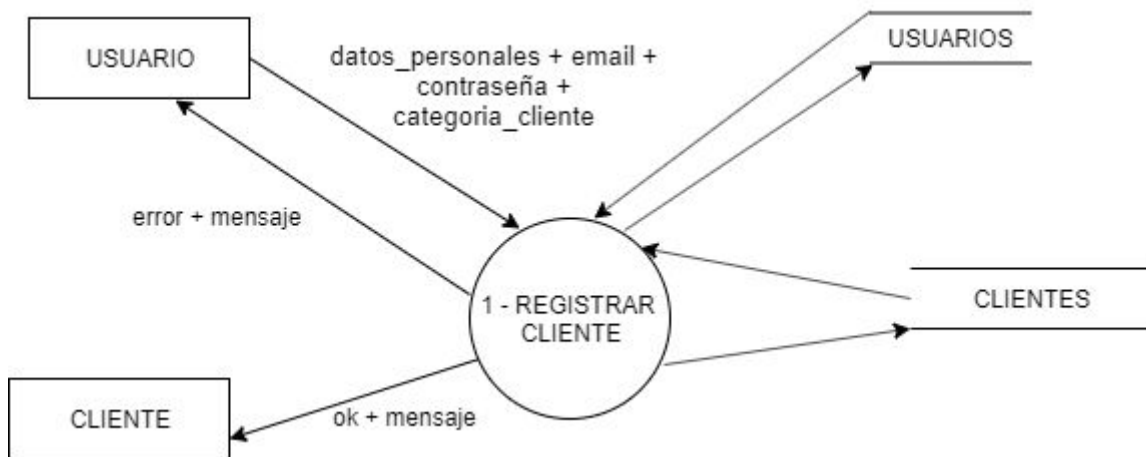 USUARIO
datos_personales + email +
contraseña +
categoria_cliente
USUARIOS
error + mensaje
1 - REGISTRAR
CLIENTE
CLIENTES
CLIENTE
ok + mensaje